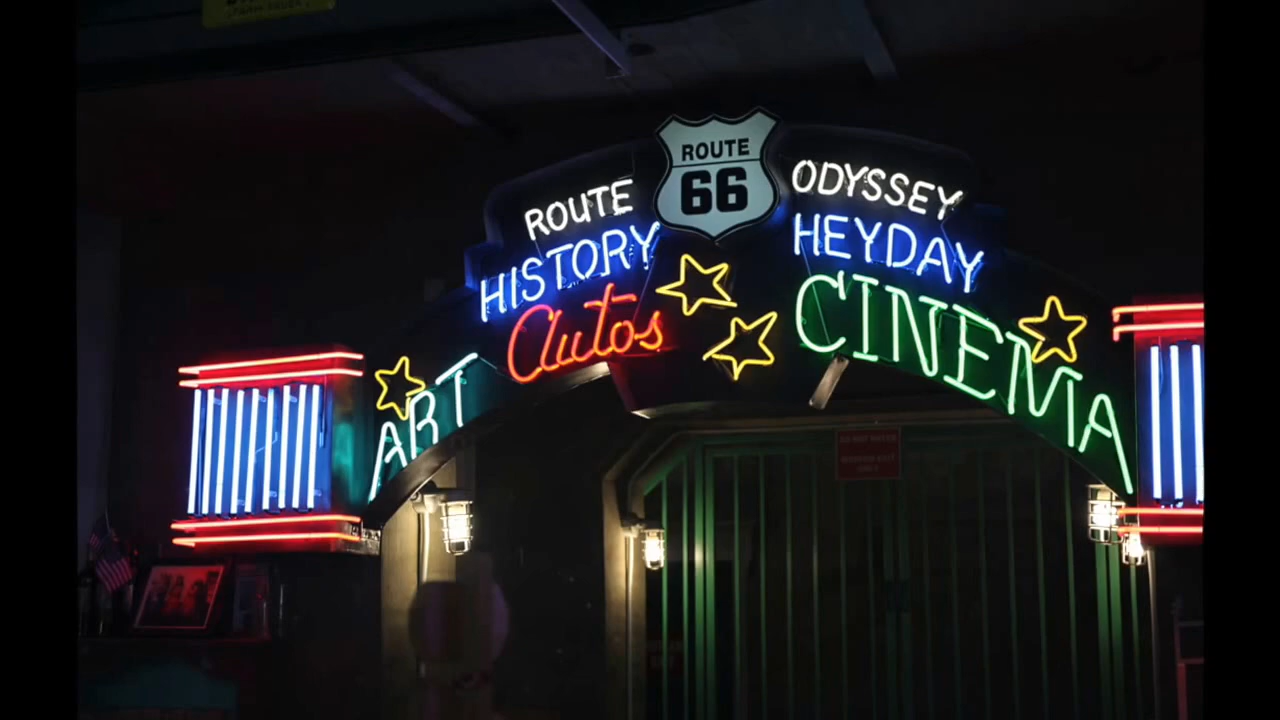 ROUTE
66
ROUTE
HISTORY
Autos
ART
ODYSSEY
HEYDAY
CINEMA
DO NOT ENTER